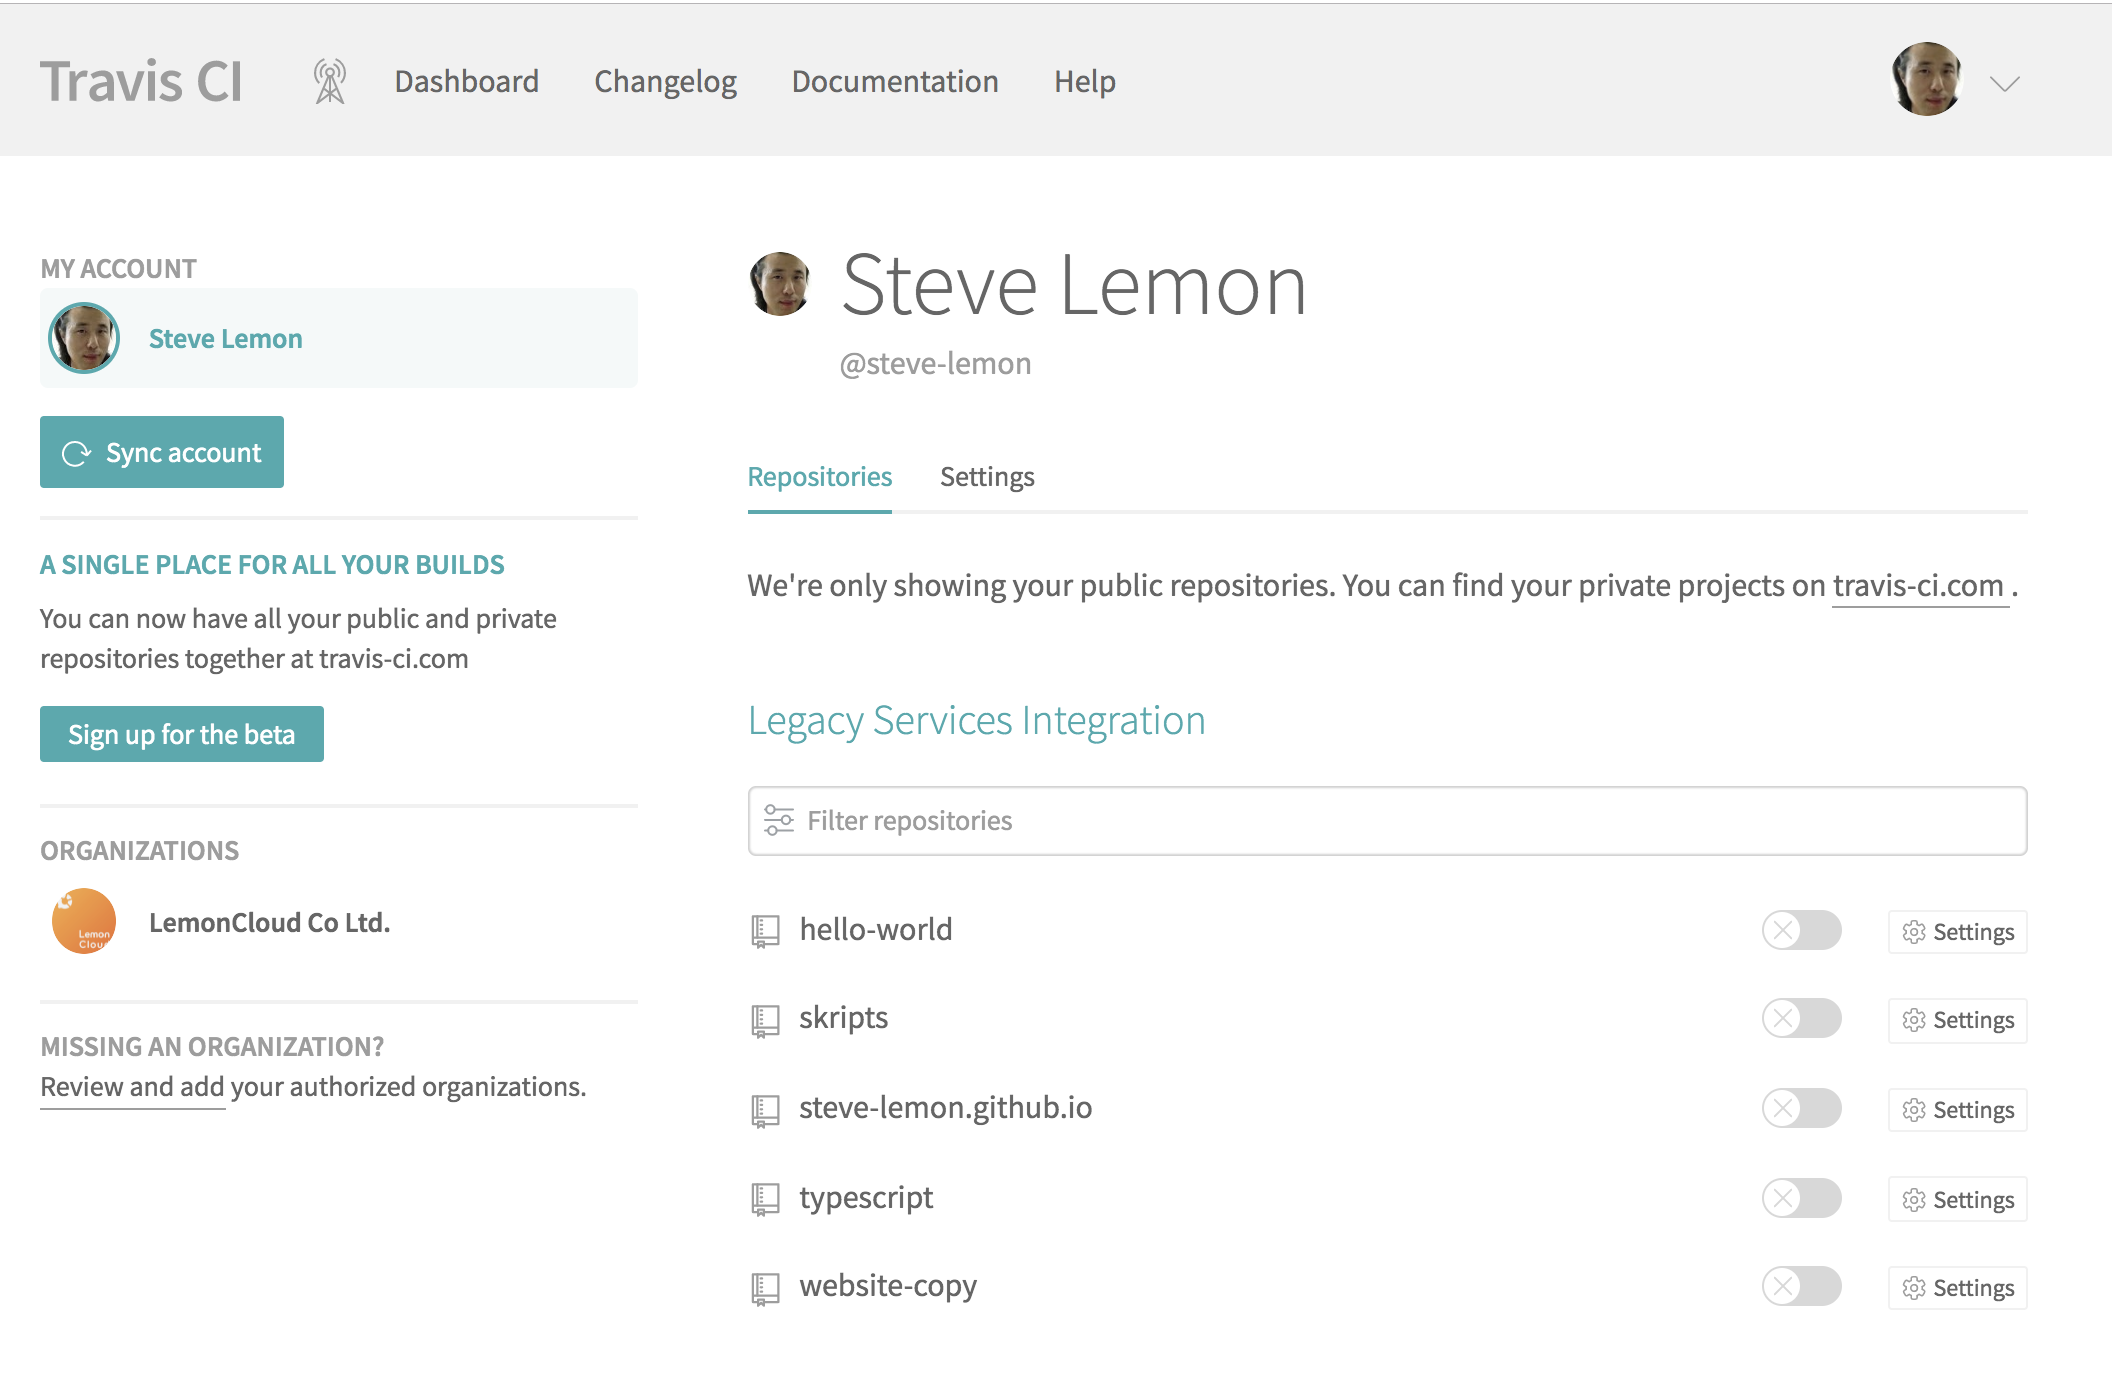 Travis CI
Dashboard
Changelog
Documentation
Help
MY ACCOUNT
Steve Lemon
Sync account
A SINGLE PLACE FOR ALL YOUR BUILDS
You can now have all your public and private
repositories together at travis-ci.com
Sign up for the beta
ORGANIZATIONS
Lemon
Clou
LemonCloud Co Ltd.
MISSING AN ORGANIZATION?
Review and add your authorized organizations.
Steve Lemon
@steve-lemon
Repositories
Settings
We're only showing your public repositories. You can find your private projects on travis-ci.com .
Legacy Services Integration
Filter repositories
hello-world
Settings
skripts
Settings
steve-lemon.github.io
Settings
typescript
Settings
website-copy
Settings